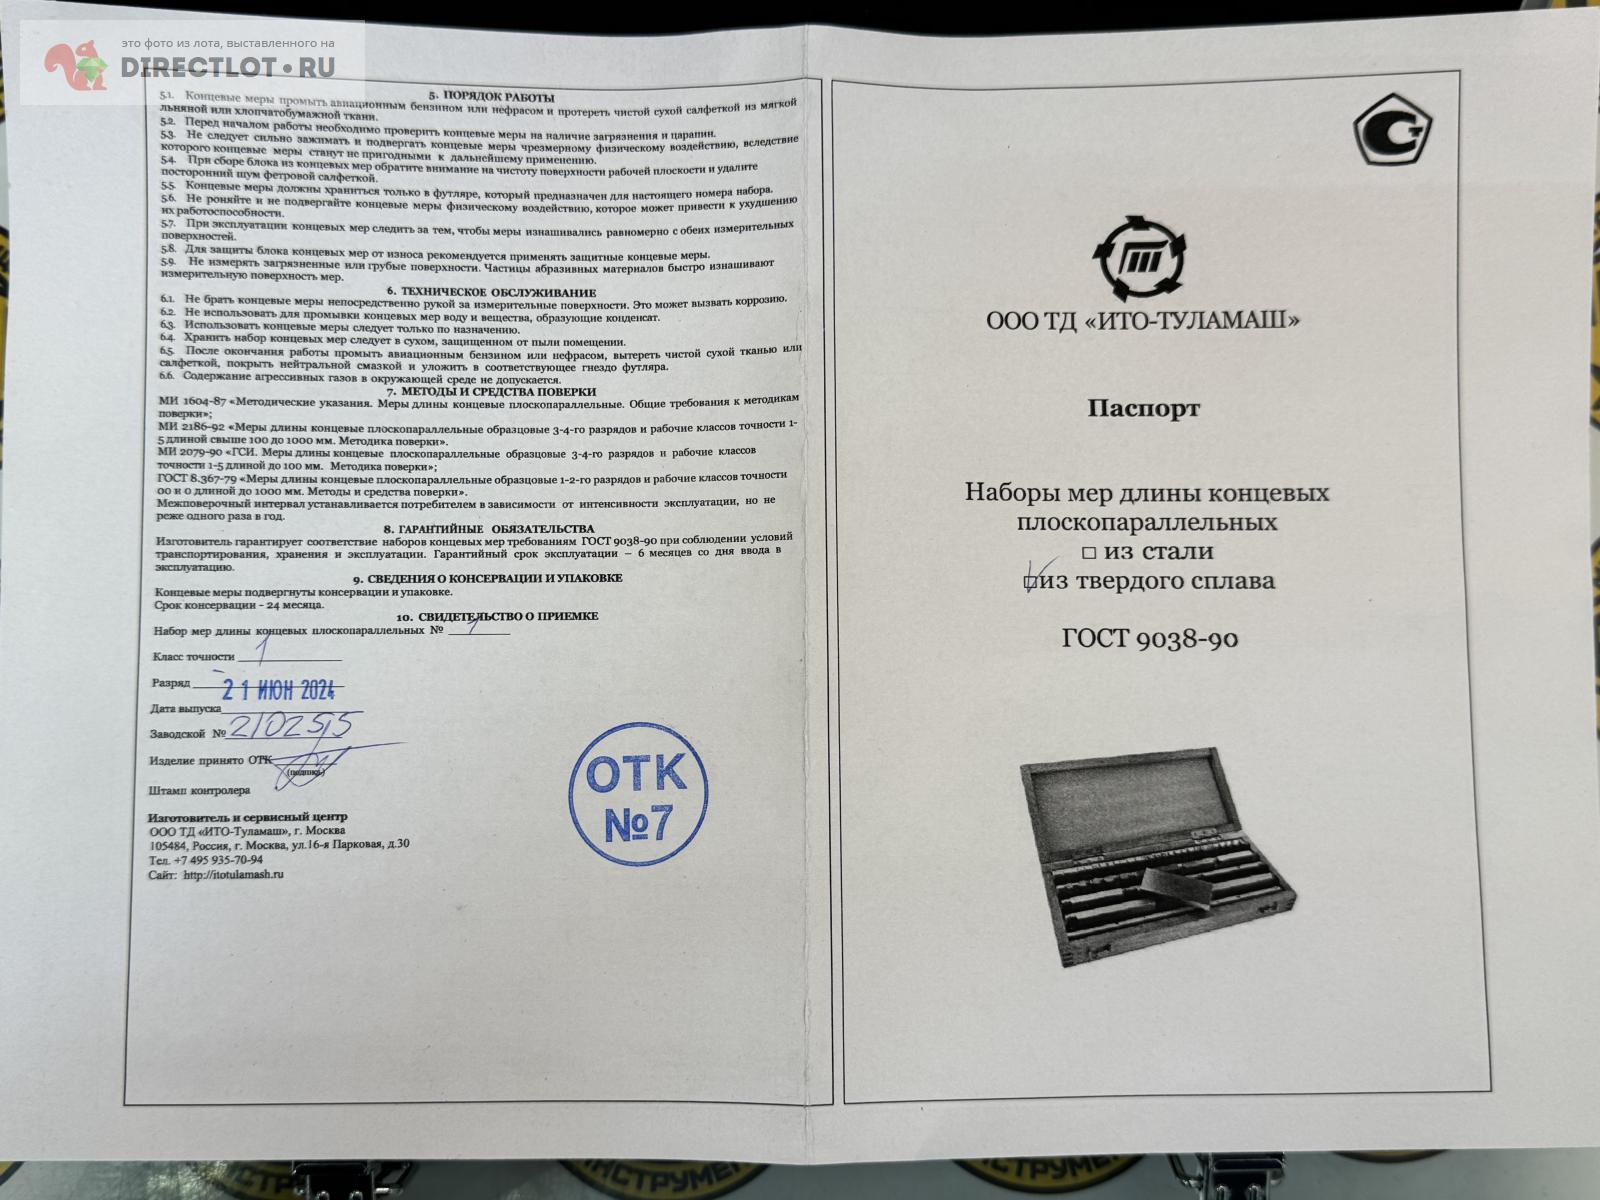 это фото из лота, выставленного на
DIRECTLOT.RU
5. ПОРЯДОК РАБОТЫ
5.1. Концевые меры промыть авиационным бензином или нефрасом и протереть чистой сухой салфеткой из мягкой
льняной или хлопчатобумажной ткани.
5.2. Перед началом работы необходимо проверить концевые меры на наличие загрязнения и царапин.
5.3. Не следует сильно зажимать и подвергать концевые меры чрезмерному физическому воздействию, вследствие
которого концевые меры станут не пригодными к дальнейшему применению.
5.4. При сборе блока из концевых мер обратите внимание на чистоту поверхности рабочей плоскости и удалите
посторонний шум фетровой салфеткой.
5.5. Концевые меры должны храниться только в футляре, который предназначен для настоящего номера набора.
5.6. Не роняйте и не подвергайте концевые меры физическому воздействию, которое может привести к ухудшению
их работоспособности.
5.7. При эксплуатации концевых мер следить за тем, чтобы меры изнашивались равномерно с обеих измерительных
поверхностей.
5.8. Для защиты блока концевых мер от износа рекомендуется применять защитные концевые меры.
5.9. Не измерять загрязненные или грубые поверхности. Частицы абразивных материалов быстро изнашивают
измерительную поверхность мер.
6. ТЕХНИЧЕСКОЕ ОБСЛУЖИВАНИЕ
6.1. Не брать концевые меры непосредственно рукой за измерительные поверхности. Это может вызвать коррозию.
6.2. Не использовать для промывки концевых мер воду и вещества, образующие конденсат.
6.3. Использовать концевые меры следует только по назначению.
6.4. Хранить набор концевых мер следует в сухом, защищенном от пыли помещении.
6.5. После окончания работы промыть авиационным бензином или нефрасом, вытереть чистой сухой тканью или
салфеткой, покрыть нейтральной смазкой и уложить в соответствующее гнездо футляра.
6.6. Содержание агрессивных газов в окружающей среде не допускается.
7. МЕТОДЫ И СРЕДСТВА ПОВЕРКИ
МИ 1604-87 «Методические указания. Меры длины концевые плоскопараллельные. Общие требования к методикам
поверки»;
МИ 2186-92 «Меры длины концевые плоскопараллельные образцовые 3-4-го разрядов и рабочие классов точности 1-
5 длиной свыше 100 до 1000 мм. Методика поверки».
МИ 2079-90 «ГСИ. Меры длины концевые плоскопараллельные образцовые 3-4-го разрядов и рабочие классов
точности 1-5 длиной до 100 мм. Методика поверки»;
ГОСТ 8.367-79 «Меры длины концевые плоскопараллельные образцовые 1-2-го разрядов и рабочие классов точности
00 и 0 длиной до 1000 мм. Методы и средства поверки».
Межповерочный интервал устанавливается потребителем в зависимости от интенсивности эксплуатации, но не
реже одного раза в год.
8. ГАРАНТИЙНЫЕ ОБЯЗАТЕЛЬСТВА
Изготовитель гарантирует соответствие наборов концевых мер требованиям ГОСТ 9038-90 при соблюдении условий
транспортирования, хранения и эксплуатации. Гарантийный срок эксплуатации – 6 месяцев со дня ввода в
эксплуатацию.
9. СВЕДЕНИЯ О КОНСЕРВАЦИИ И УПАКОВКЕ
Концевые меры подвергнуты консервации и упаковке.
Срок консервации - 24 месяца.
10. СВИДЕТЕЛЬСТВО О ПРИЕМКЕ
Набор мер длины концевых плоскопараллельных № 1
Класс точности 1
Разряд –
21 ИЮН 2024
Дата выпуска
Заводской № 210255
Изделие принято ОТК
(подпись)
Штамп контролера
ОТК
№7
Изготовитель и сервисный центр
ООО ТД «ИТО-Туламаш», г. Москва
105484, Россия, г. Москва, ул.16-я Парковая, д.30
Тел. +7 495 935-70-94
Сайт: http://itotulamash.ru
ООО ТД «ИТО-ТУЛАМАШ»
Паспорт
Наборы мер длины концевых
плоскопараллельных
□ из стали
□ из твердого сплава
ГОСТ 9038-90
ИНСТРУМЕН